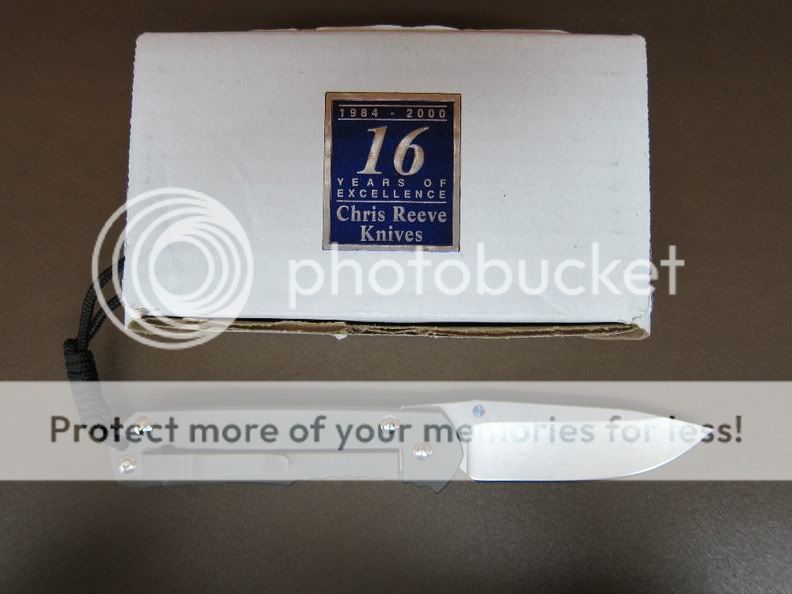 1984 - 2000
16
YEARS OF
EXCELLENCE
Chris Reeve
Knives
photobucket
Protect more of your memories for less!